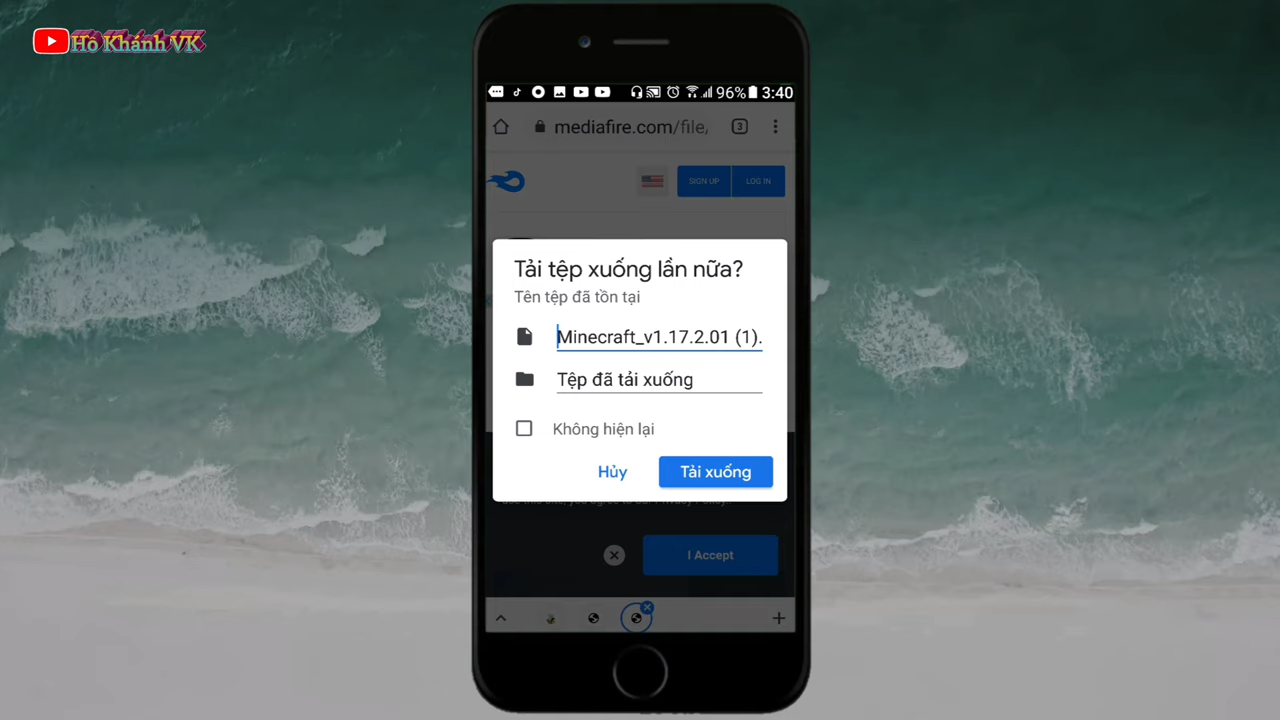 Hồ Khánh VK
96% 3:40
mediafire.com/file/
3
SIGN UP
LOG IN
Tải tệp xuống lần nữa?
Tên tệp đã tồn tại
Minecraft_v1.17.2.01 (1).
Tệp đã tải xuống
Không hiện lại
Hủy
Tải xuống
I Accept